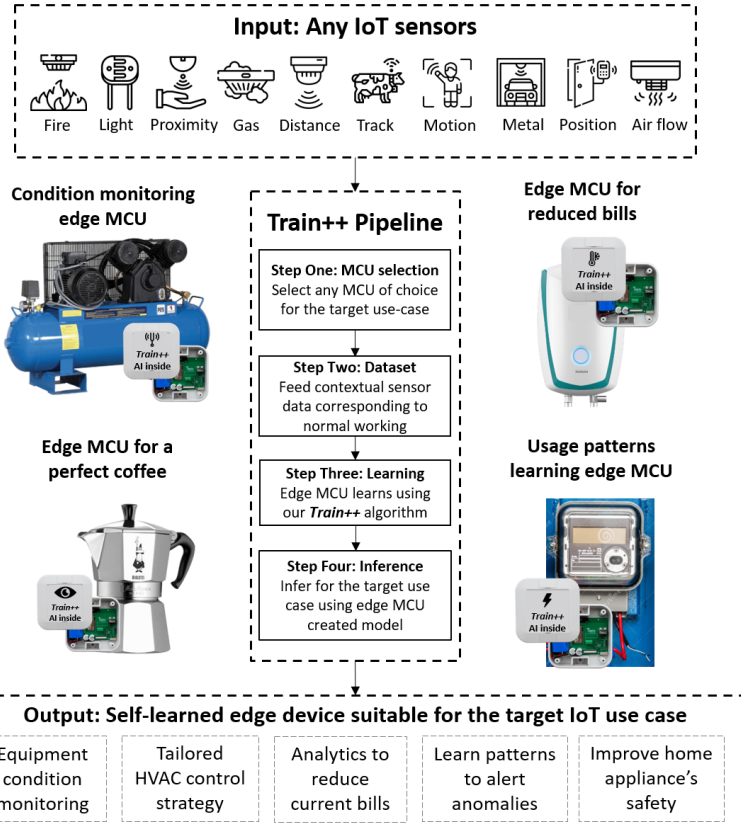 Input: Any IoT sensors
Fire Light Proximity Gas Distance Track Motion Metal Position Air flow
Condition monitoring
edge MCU
Train++
AI inside
Edge MCU for a
perfect coffee
Train++
AI inside
Train++ Pipeline
Step One: MCU selection
Select any MCU of choice
for the target use-case
Step Two: Dataset
Feed contextual sensor
data corresponding to
normal working
Step Three: Learning
Edge MCU learns using
our Train++ algorithm
Step Four: Inference
Infer for the target use
case using edge MCU
created model
Edge MCU for
reduced bills
Train++
AI inside
Usage patterns
learning edge MCU
Train++
AI inside
Output: Self-learned edge device suitable for the target IoT use case
Equipment
condition
monitoring
Tailored
HVAC control
strategy
Analytics to
reduce
current bills
Learn patterns
to alert
anomalies
Improve home
appliance's
safety